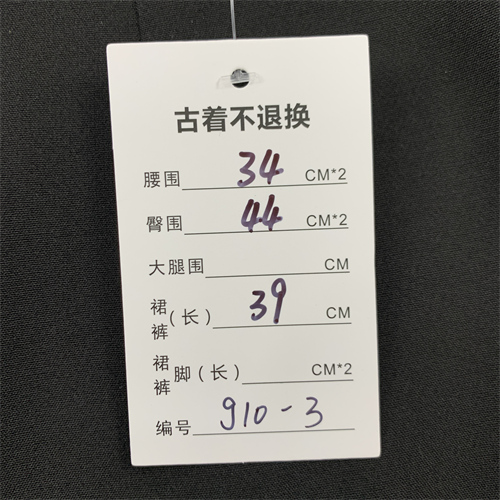 古着不退换
腰围 34 CM*2
臀围 44 CM*2
大腿围 CM
裙裤(长) 39 CM
裙裤脚(长) CM*2
编号 910-3